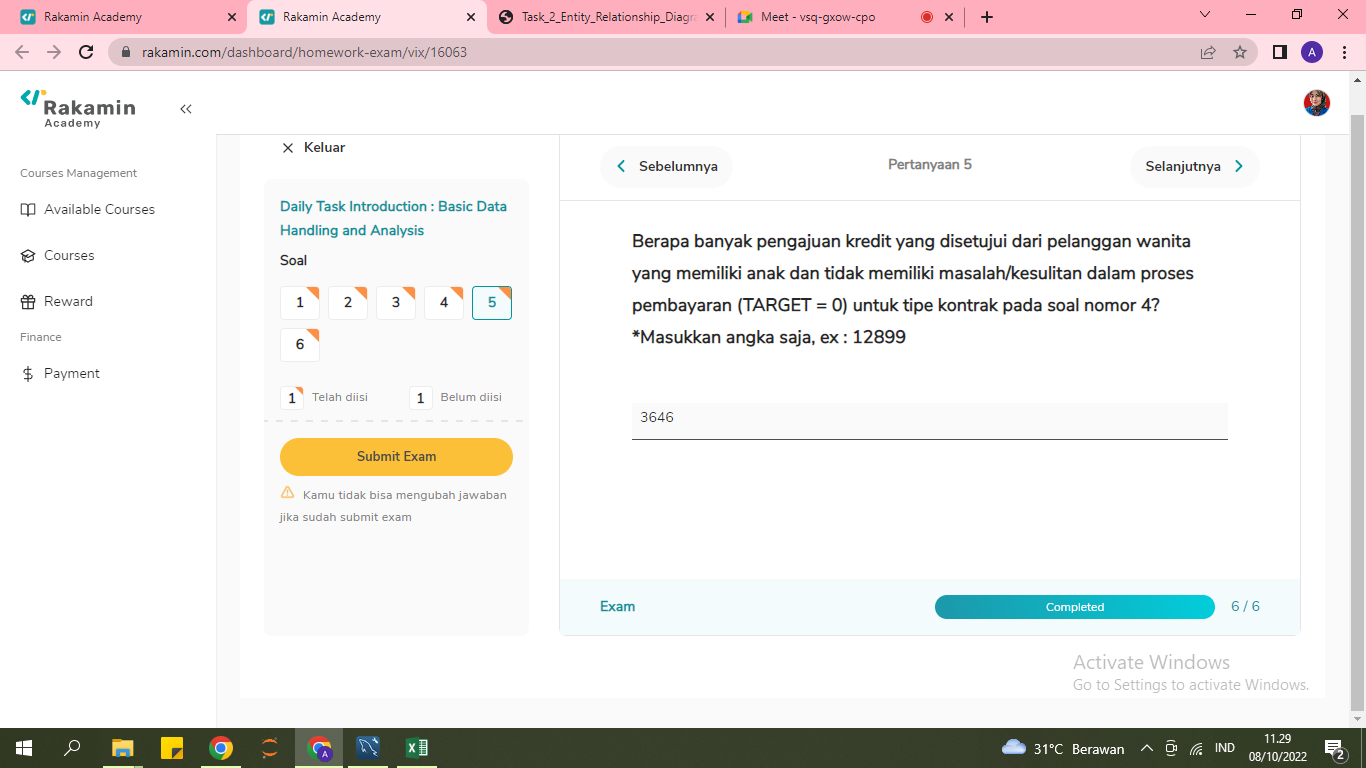 Rakamin Academy
Rakamin Academy
Task_2_Entity_Relationship_Diagra
Meet - vsq-gxow-cpo
rakamin.com/dashboard/homework-exam/vix/16063
A
Rakamin
Academy
Courses Management
Available Courses
Courses
Reward
Finance
Payment
Keluar
Daily Task Introduction : Basic Data
Handling and Analysis
Soal
1 2 3 4 5
6
1 Telah diisi 1 Belum diisi
Submit Exam
Kamu tidak bisa mengubah jawaban
jika sudah submit exam
Sebelumnya Pertanyaan 5 Selanjutnya
Berapa banyak pengajuan kredit yang disetujui dari pelanggan wanita
yang memiliki anak dan tidak memiliki masalah/kesulitan dalam proses
pembayaran (TARGET = 0) untuk tipe kontrak pada soal nomor 4?
*Masukkan angka saja, ex : 12899
3646
Exam Completed 6 / 6
Activate Windows
Go to Settings to activate Windows.
A
31°C Berawan IND
11.29
08/10/2022
2